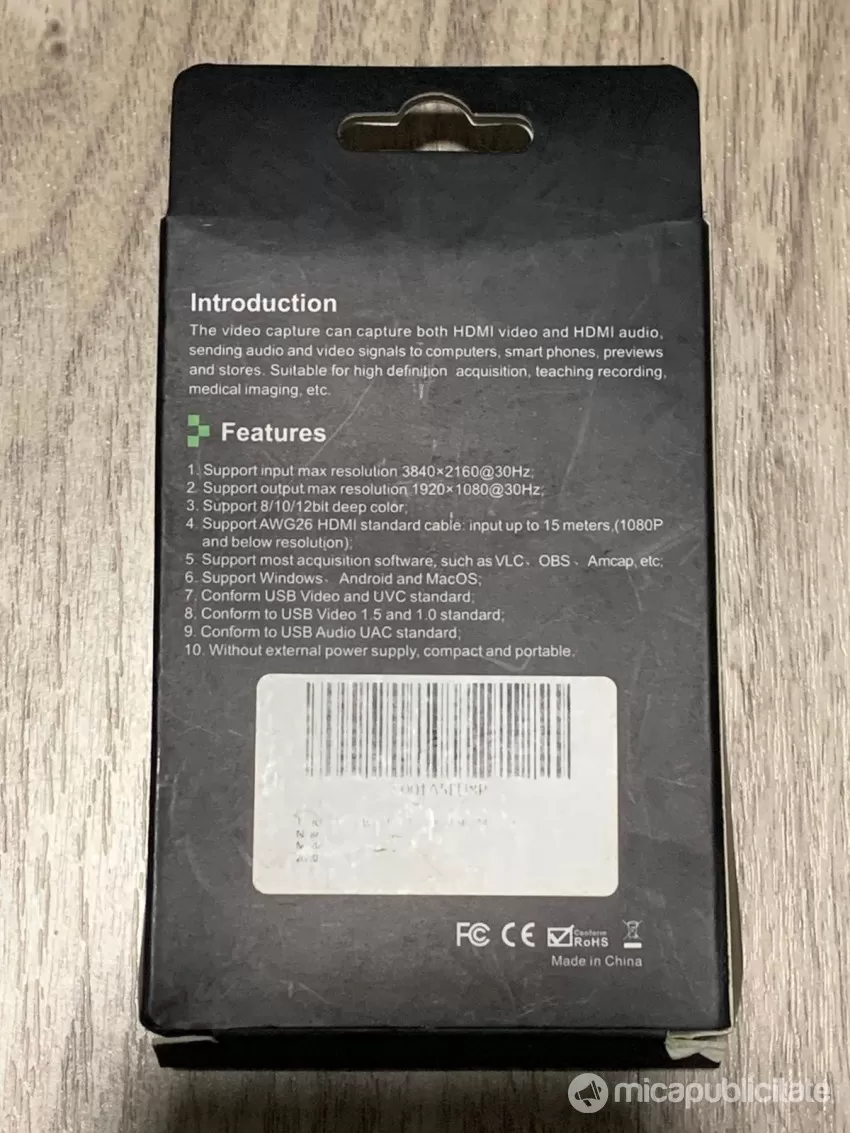 Introduction
The video capture can capture both HDMI video and HDMI audio,
sending audio and video signals to computers, smart phones, previews
and stores. Suitable for high definition acquisition, teaching recording,
medical imaging, etc.
Features
1. Support input max resolution 3840×2160@30Hz;
2. Support output max resolution 1920×1080@30Hz;
3. Support 8/10/12bit deep color;
4. Support AWG26 HDMI standard cable: input up to 15 meters,(1080P
and below resolution);
5. Support most acquisition software, such as VLC、OBS、Amcap, etc;
6. Support Windows、Android and MacOS;
7. Conform USB Video and UVC standard;
8. Conform to USB Video 1.5 and 1.0 standard;
9. Conform to USB Audio UAC standard;
10. Without external power supply, compact and portable.
FC CE Conform RoHS
Made in China
micapublicitate